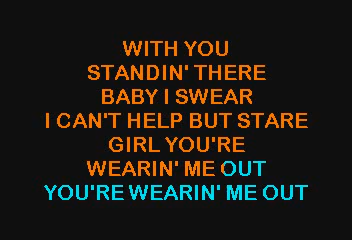 WITH YOU
STANDIN' THERE
BABY I SWEAR
I CAN'T HELP BUT STARE
GIRL YOU'RE
WEARIN' ME OUT
YOU'RE WEARIN' ME OUT